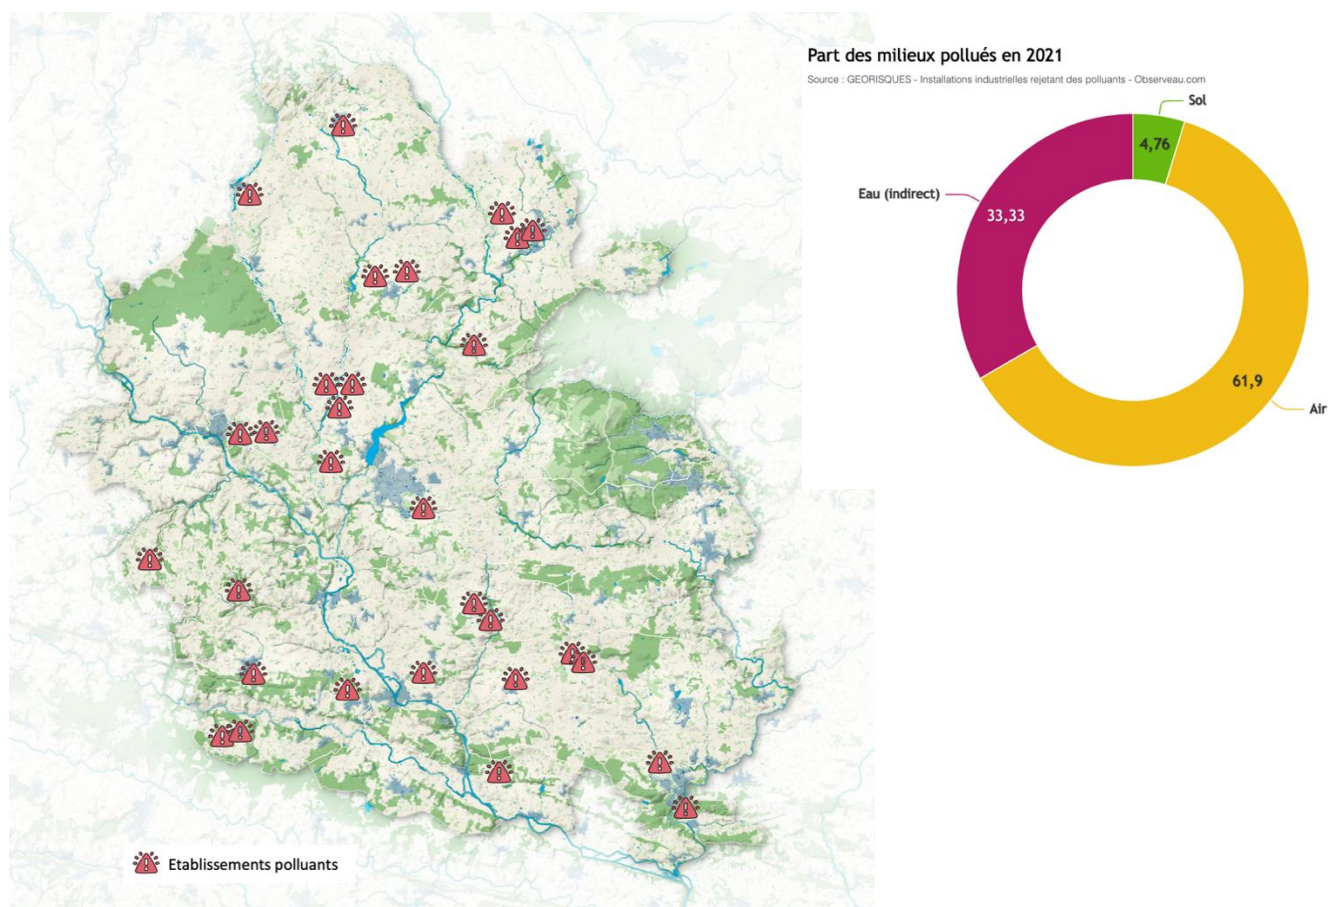 Part des milieux pollués en 2021
Source : GEORISQUES - Installations industrielles rejetant des polluants - Observeau.com
Sol
4,76
Eau (indirect)
33,33
61,9
Air
Etablissements polluants